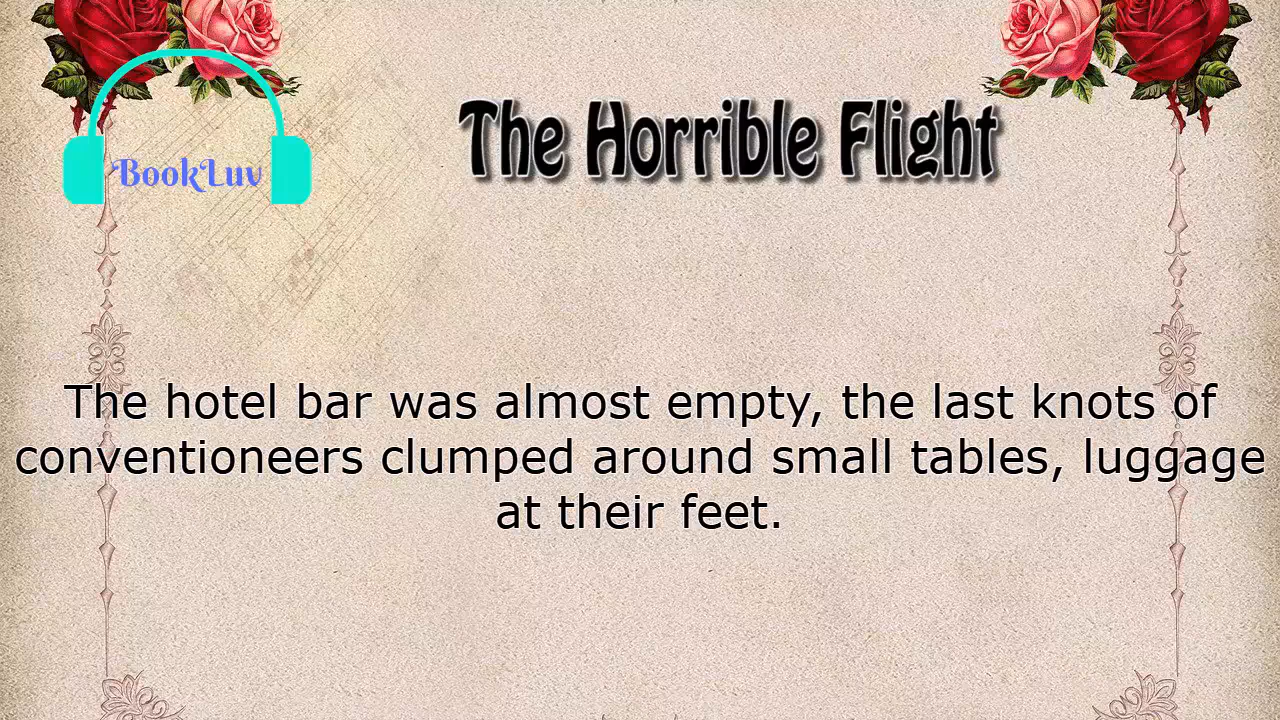 The Horrible Flight
BookLuv
The hotel bar was almost empty, the last knots of
conventioneers clumped around small tables, luggage
at their feet.